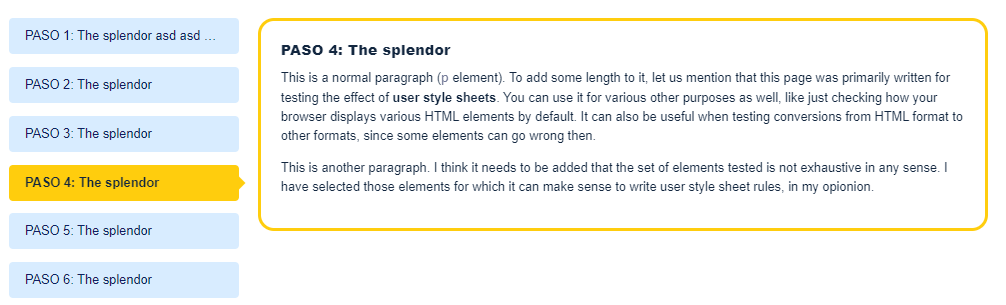 PASO 1: The splendor asd asd ...
PASO 2: The splendor
PASO 3: The splendor
PASO 4: The splendor
PASO 5: The splendor
PASO 6: The splendor
PASO 4: The splendor
This is a normal paragraph (p element). To add some length to it, let us mention that this page was primarily written for
testing the effect of user style sheets. You can use it for various other purposes as well, like just checking how your
browser displays various HTML elements by default. It can also be useful when testing conversions from HTML format to
other formats, since some elements can go wrong then.
This is another paragraph. I think it needs to be added that the set of elements tested is not exhaustive in any sense. I
have selected those elements for which it can make sense to write user style sheet rules, in my opionion.